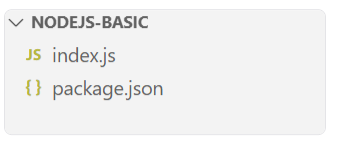 NODEJS-BASIC
JS index.js
{} package.json